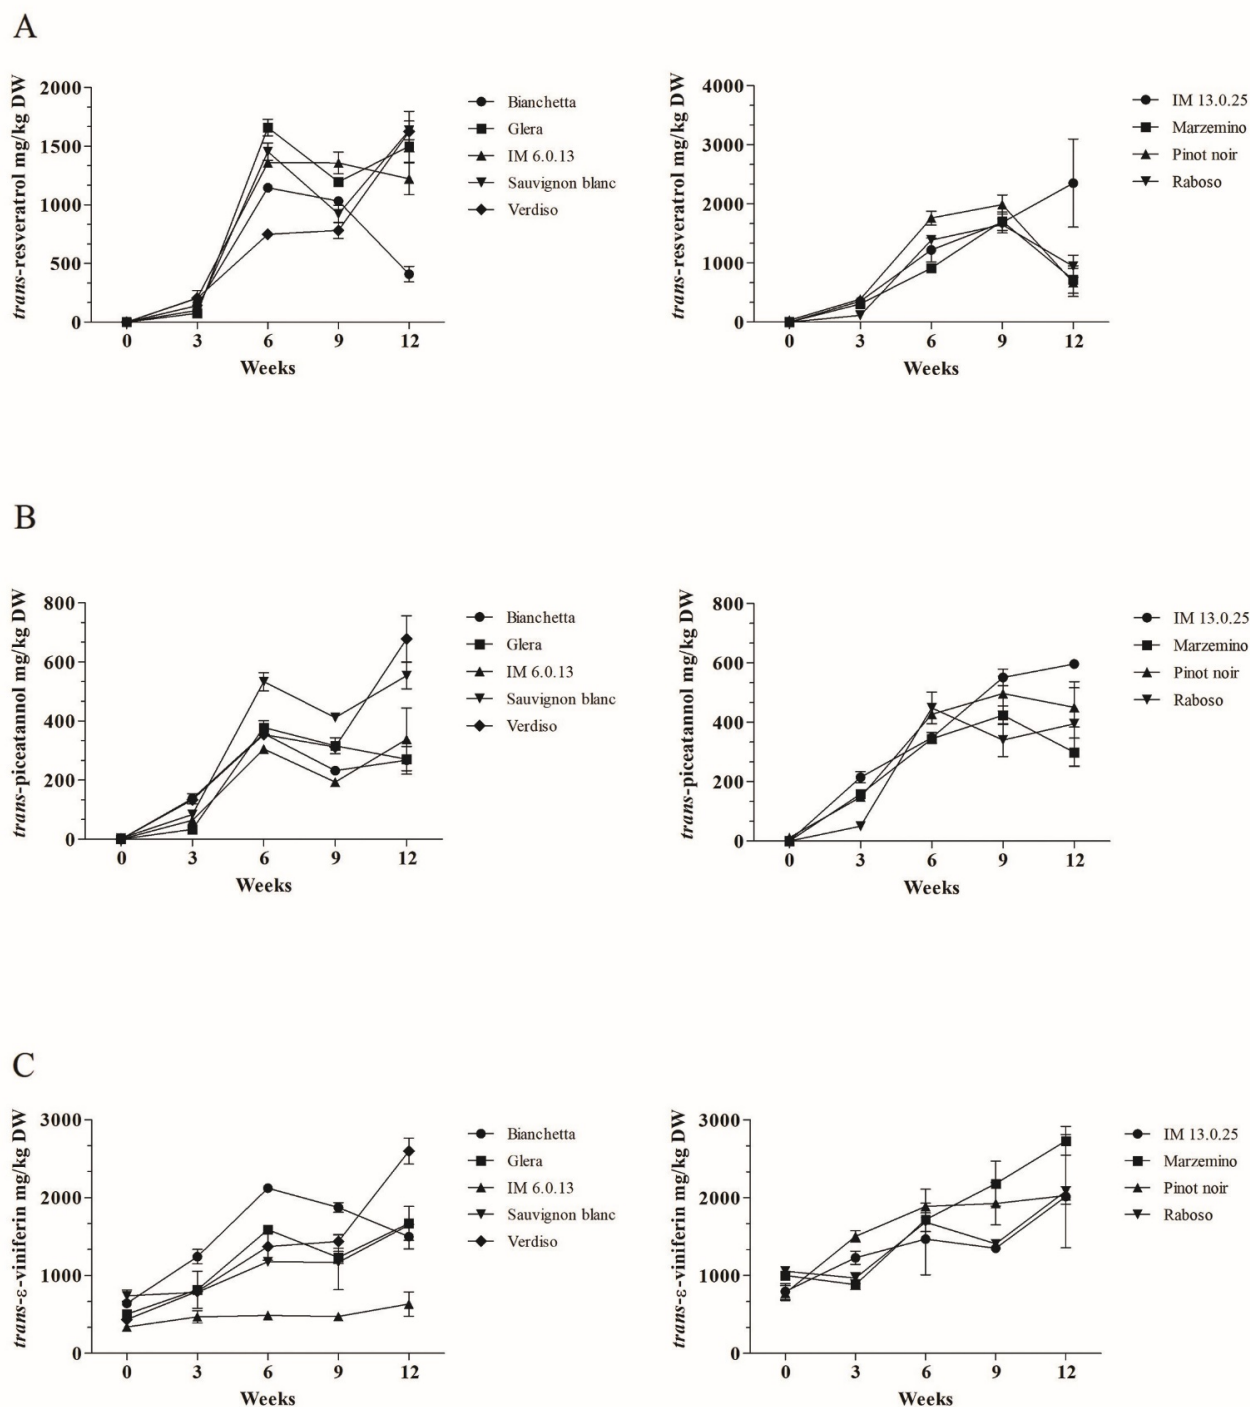 A
trans-resveratrol mg/kg DW
2000
1500
1000
500
0
0 3 6 9 12
Weeks
Bianchetta
Glera
IM 6.0.13
Sauvignon blanc
Verdiso
trans-resveratrol mg/kg DW
4000
3000
2000
1000
0
0 3 6 9 12
Weeks
IM 13.0.25
Marzemino
Pinot noir
Raboso
B
trans-piceatannol mg/kg DW
800
600
400
200
0
0 3 6 9 12
Weeks
Bianchetta
Glera
IM 6.0.13
Sauvignon blanc
Verdiso
trans-piceatannol mg/kg DW
800
600
400
200
0
0 3 6 9 12
Weeks
IM 13.0.25
Marzemino
Pinot noir
Raboso
C
trans-ε-viniferin mg/kg DW
3000
2000
1000
0
0 3 6 9 12
Weeks
Bianchetta
Glera
IM 6.0.13
Sauvignon blanc
Verdiso
trans-ε-viniferin mg/kg DW
3000
2000
1000
0
0 3 6 9 12
Weeks
IM 13.0.25
Marzemino
Pinot noir
Raboso